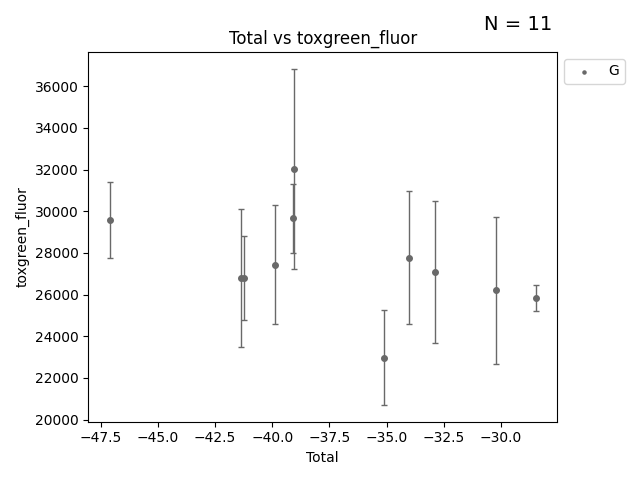 N = 11
Total vs toxgreen_fluor
G
toxgreen_fluor
36000
34000
32000
30000
28000
26000
24000
22000
20000
−47.5 −45.0 −42.5 −40.0 −37.5 −35.0 −32.5 −30.0
Total